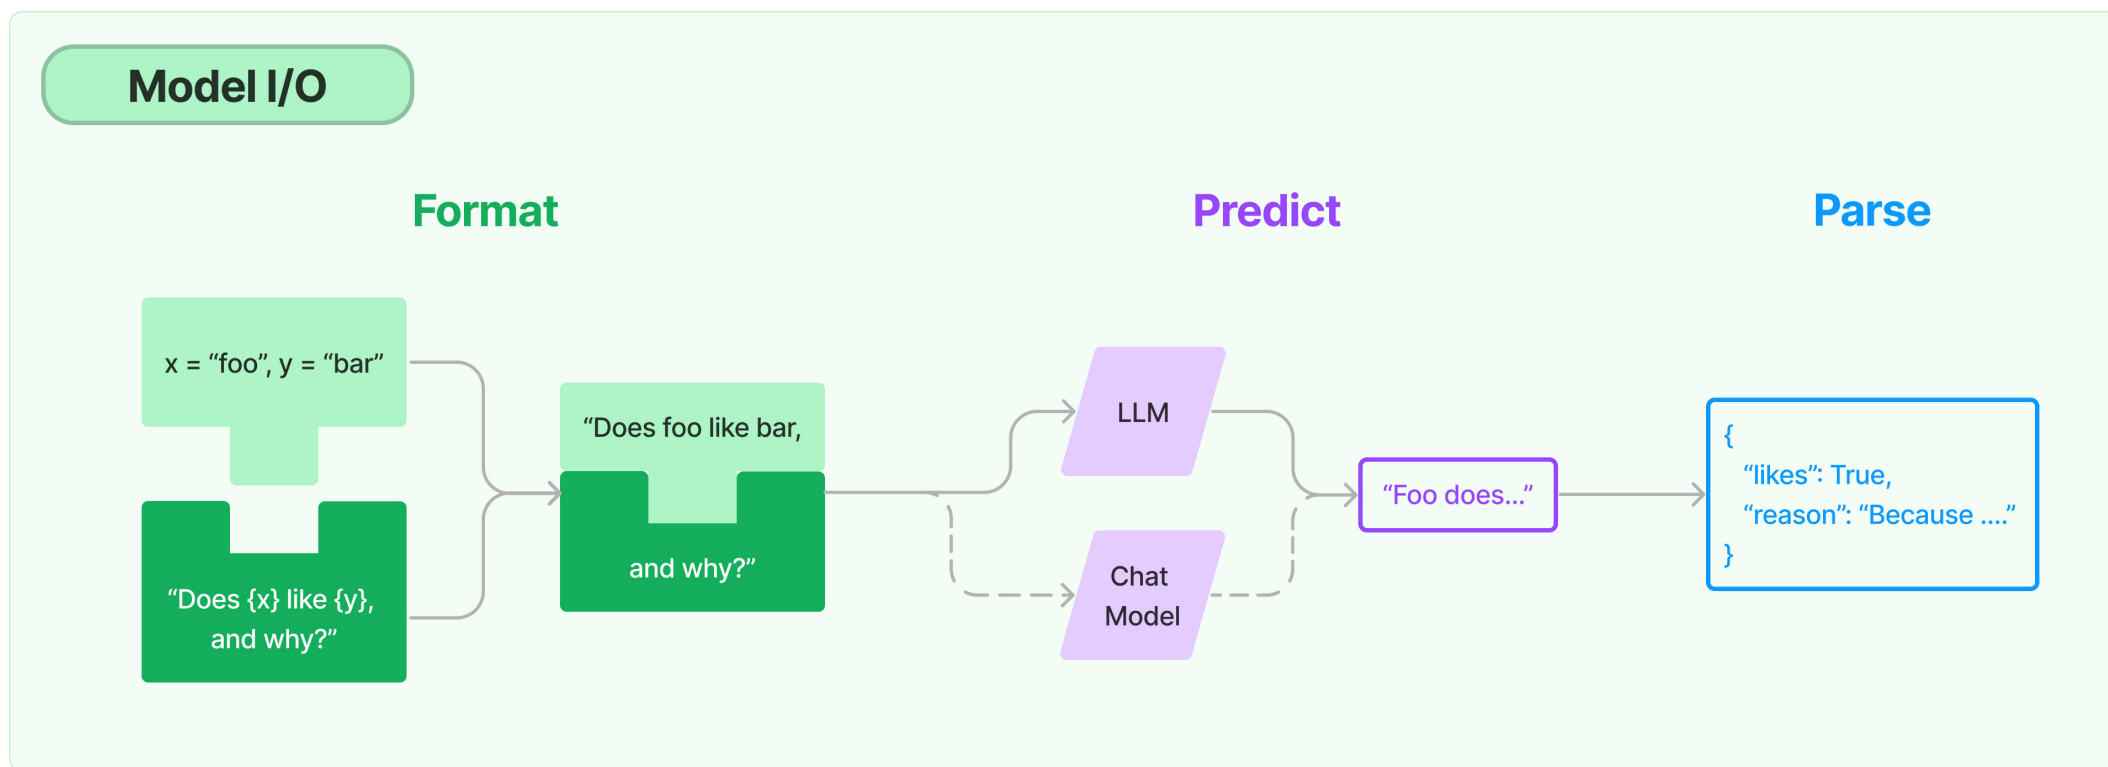 Model I/O
Format
Predict
Parse
x = “foo”, y = “bar”
“Does {x} like {y},
and why?”
“Does foo like bar,
and why?”
LLM
Chat
Model
“Foo does...”
{
“likes”: True,
“reason”: “Because ....”
}